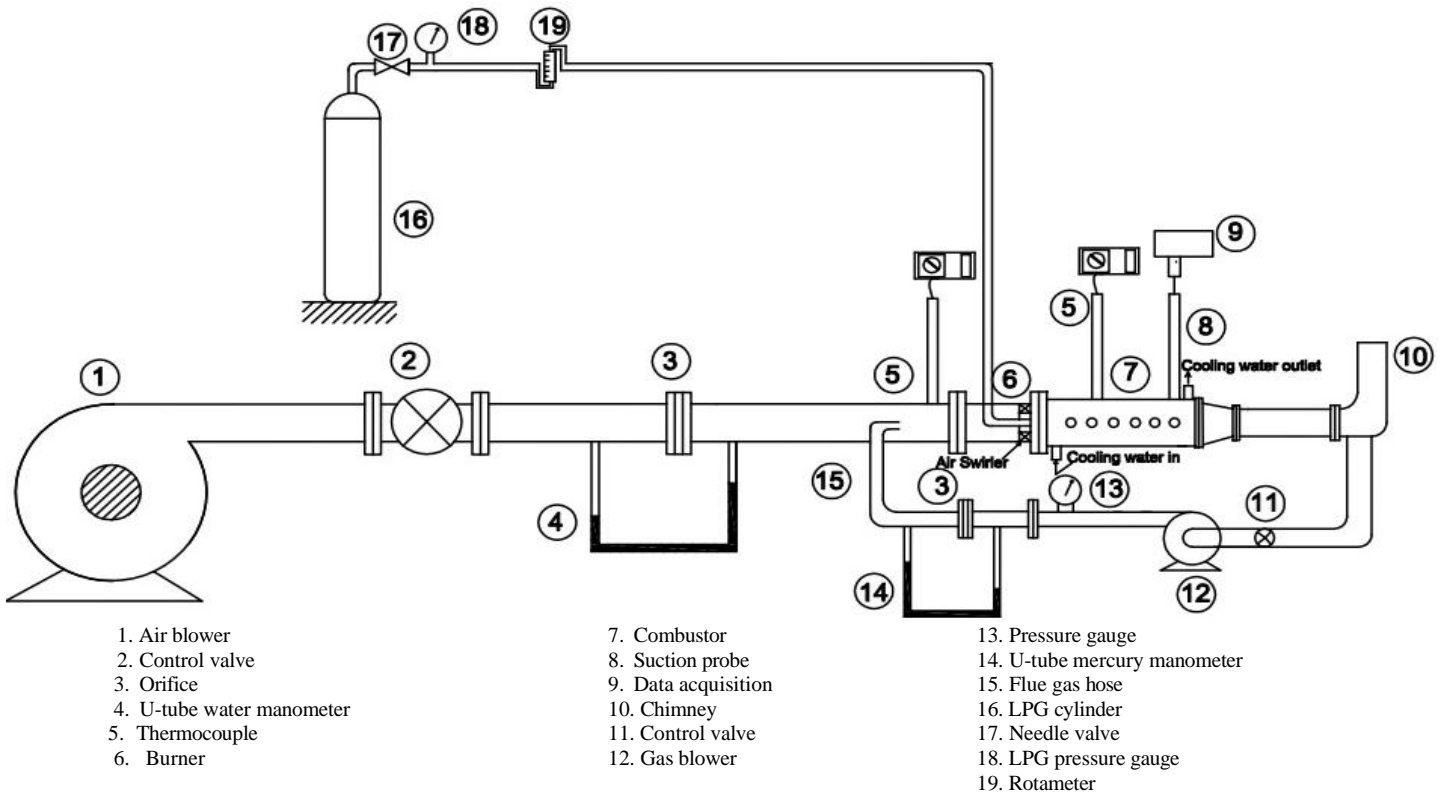 17
18
19
16
9
5
8
1
2
3
5
6
7
Cooling water outlet
10
Air Swirler
Cooling water in
15
3
13
11
4
14
12
1. Air blower
2. Control valve
3. Orifice
4. U-tube water manometer
5. Thermocouple
6. Burner
7. Combustor
8. Suction probe
9. Data acquisition
10. Chimney
11. Control valve
12. Gas blower
13. Pressure gauge
14. U-tube mercury manometer
15. Flue gas hose
16. LPG cylinder
17. Needle valve
18. LPG pressure gauge
19. Rotameter